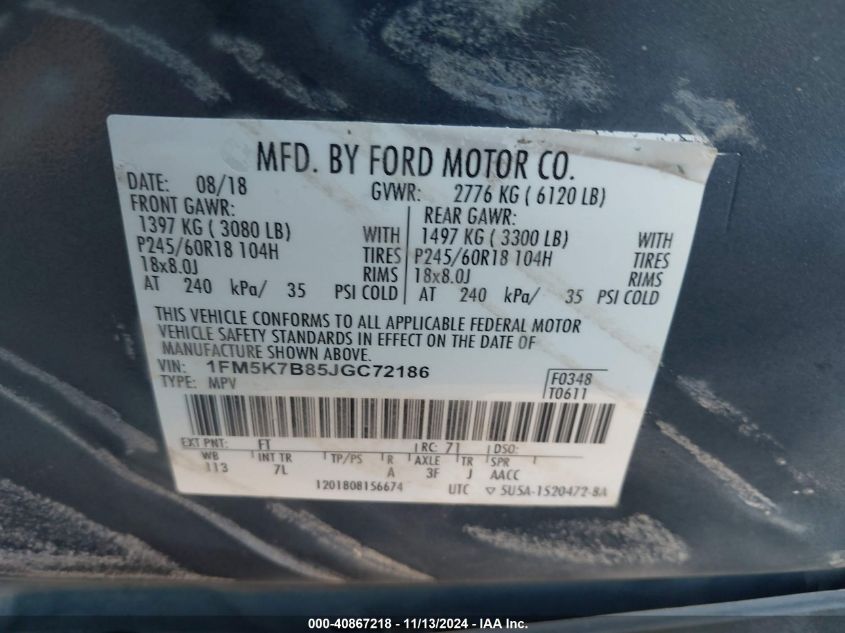 MFD. BY FORD MOTOR CO.
DATE: 08/18 GVWR: 2776 KG ( 6120 LB)
FRONT GAWR: REAR GAWR:
1397 KG ( 3080 LB) WITH 1497 KG ( 3300 LB) WITH
P245/60R18 104H TIRES P245/60R18 104H TIRES
18x8.0J RIMS 18x8.0J RIMS
AT 240 kPa/ 35 PSI COLD AT 240 kPa/ 35 PSI COLD
THIS VEHICLE CONFORMS TO ALL APPLICABLE FEDERAL MOTOR
VEHICLE SAFETY STANDARDS IN EFFECT ON THE DATE OF
MANUFACTURE SHOWN ABOVE.
VIN: 1FM5K7B85JGC72186 F0348
TYPE: MPV T0611
EXT PNT: FT RC: 71 DSO:
WB INT TR TP/PS R AXLE TR SPR
113 7L A 3F J AACC
1201808156674 UTC ▽ 5U5A-1520472-8A
000-40867218 - 11/13/2024 - IAA Inc.